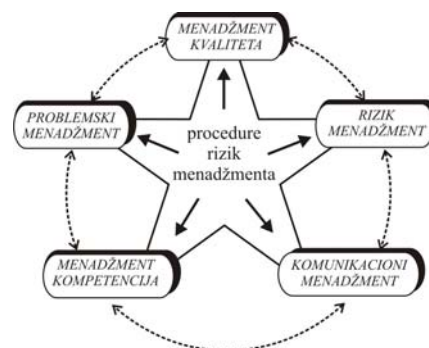 MENADŽMENT
KVALITETA
PROBLEMSKI
MENADŽMENT
RIZIK
MENADŽMENT
procedure
rizik
menadžmenta
MENADŽMENT
KOMPETENCIJA
KOMUNIKACIONI
MENADŽMENT